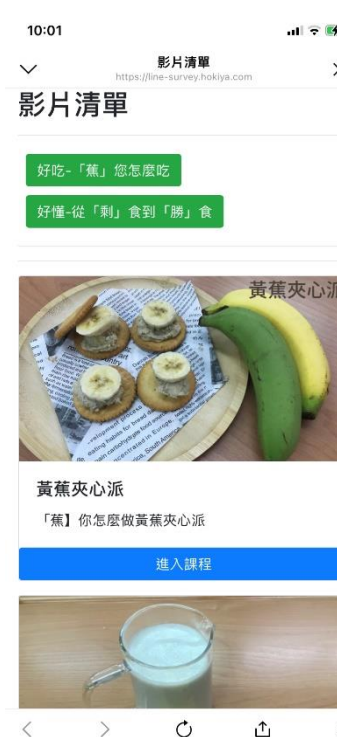 10:01
影片清單
https://line-survey.hokiya.com
影片清單
好吃-「蕉」您怎麼吃
好懂-從「剩」食到「勝」食
黃蕉夾心派
黃蕉夾心派
「蕉】你怎麼做黃蕉夾心派
進入課程